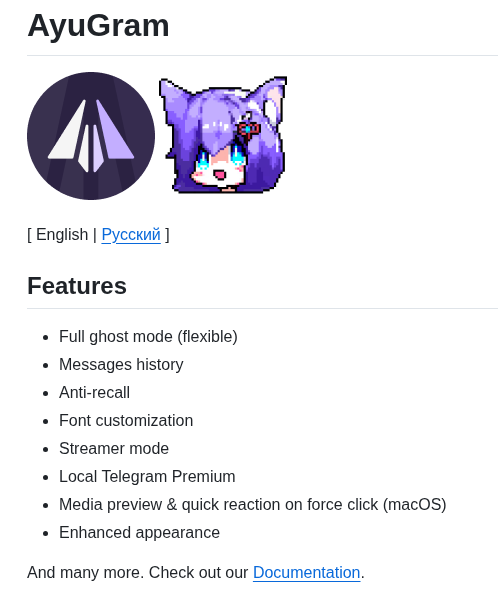 AyuGram
[ English | Русский ]
Features
Full ghost mode (flexible)
Messages history
Anti-recall
Font customization
Streamer mode
Local Telegram Premium
Media preview & quick reaction on force click (macOS)
Enhanced appearance
And many more. Check out our Documentation.